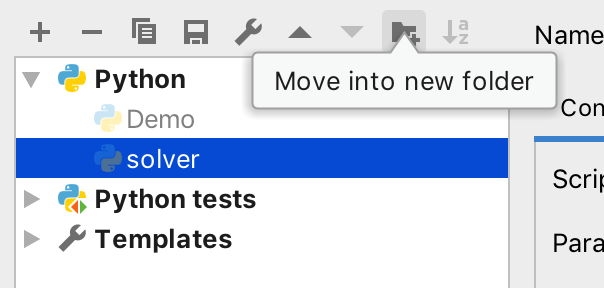 Name
Move into new folder
Python
Con
Demo
solver
Scrip
Python tests
Para
Templates